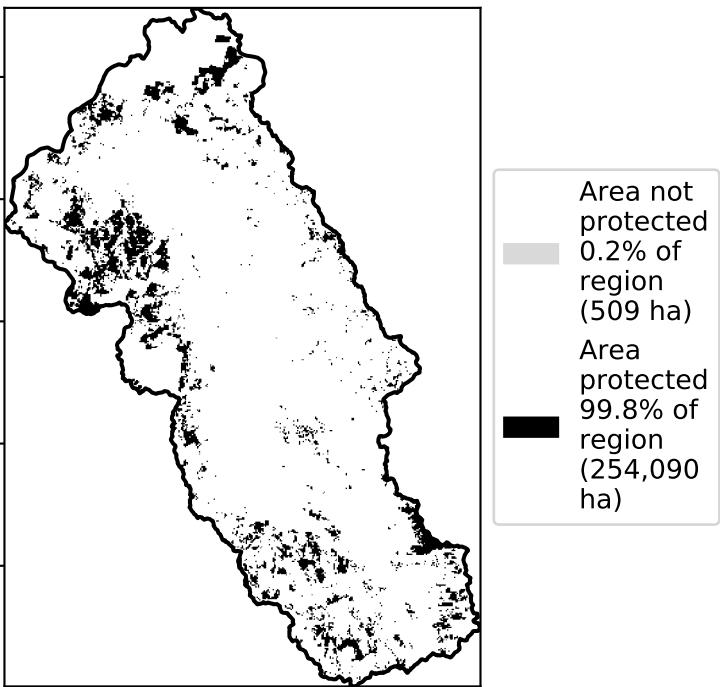 Area not
protected
0.2% of
region
(509 ha)
Area
protected
99.8% of
region
(254,090
ha)